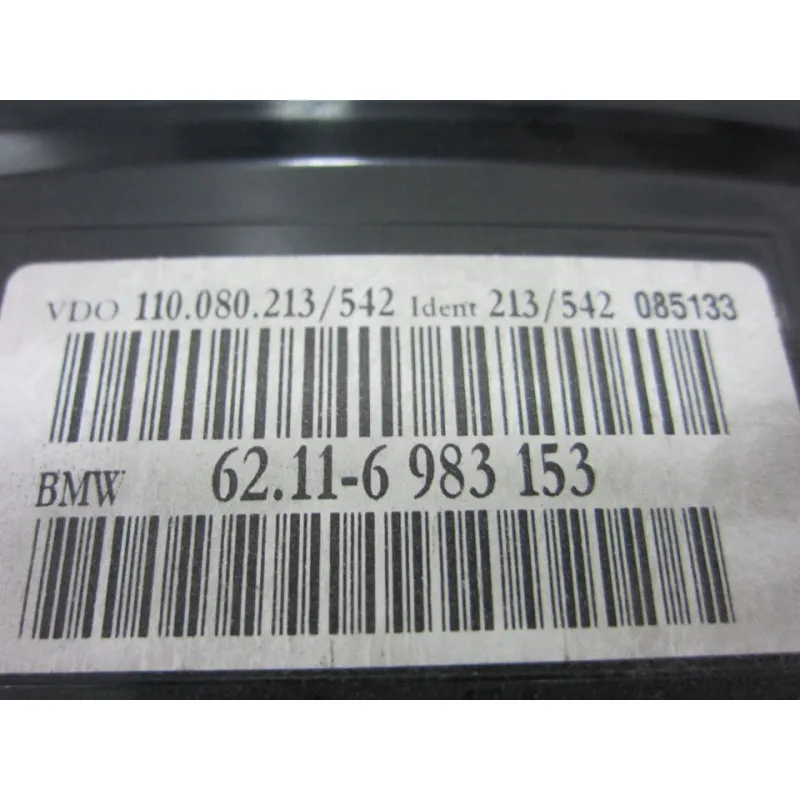 VDO 110.080.213/542 Ident 213/542 085133
BMW 62.11-6 983 153